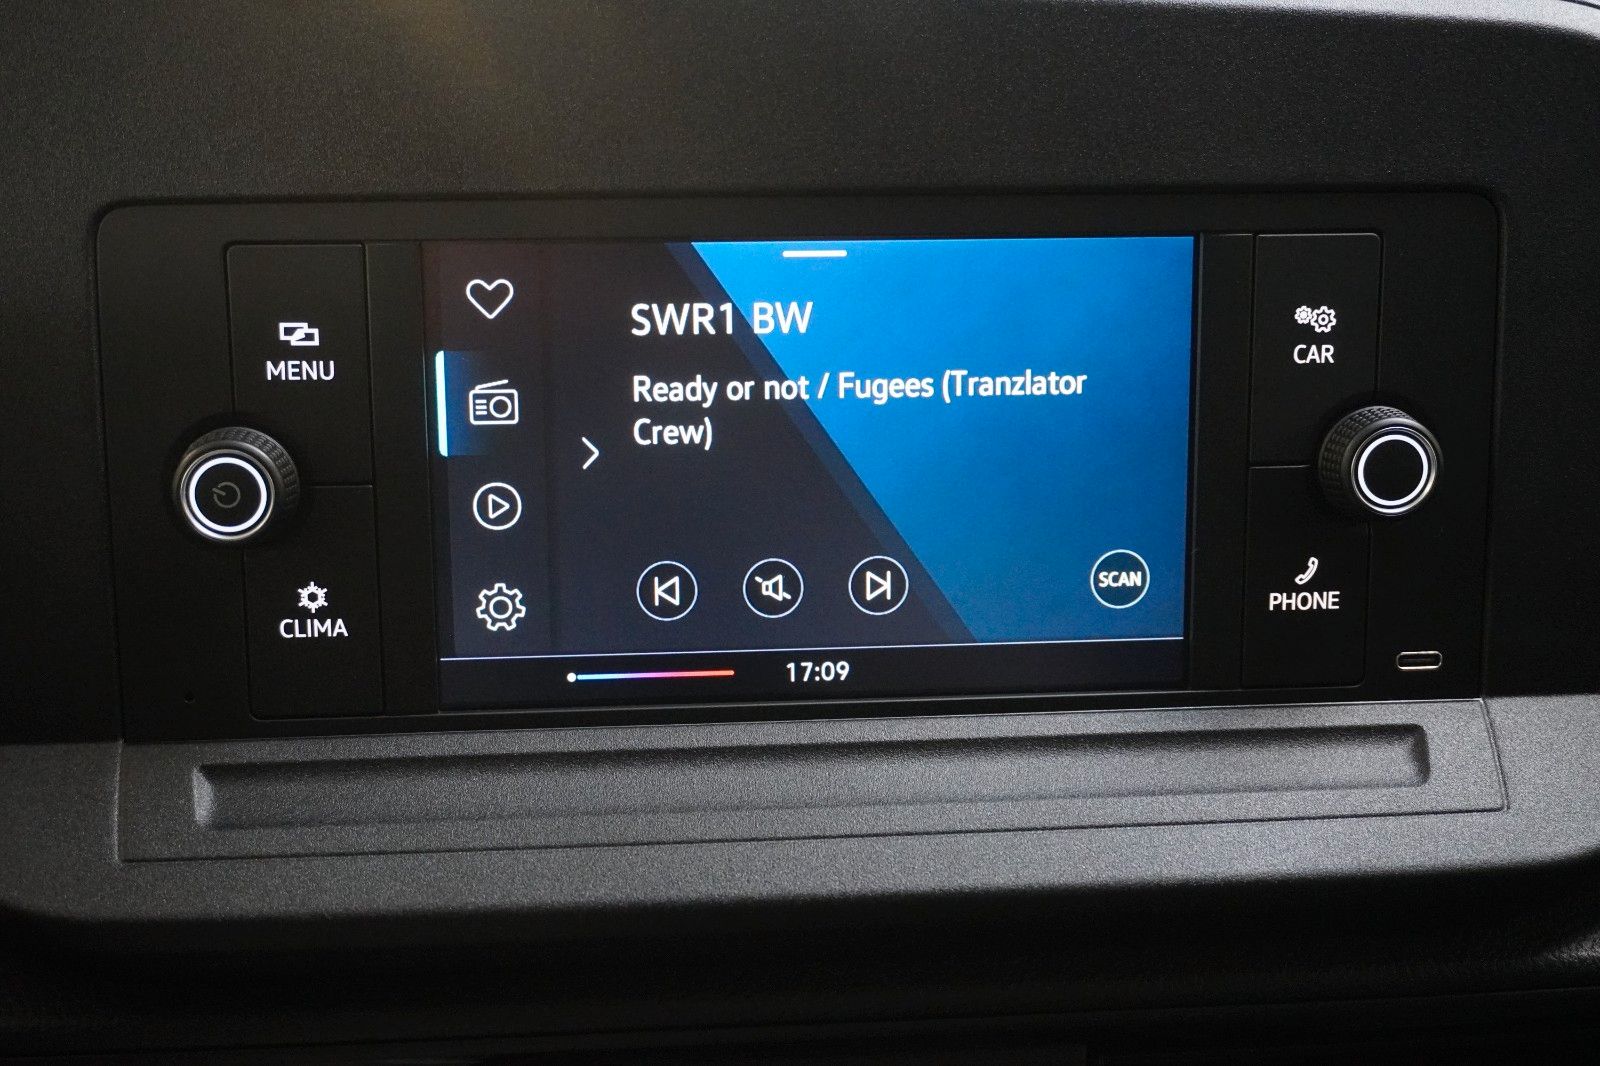 MENU
CLIMA
SWR1 BW
Ready or not / Fugees (Tranzlator
Crew)
SCAN
17:09
CAR
PHONE